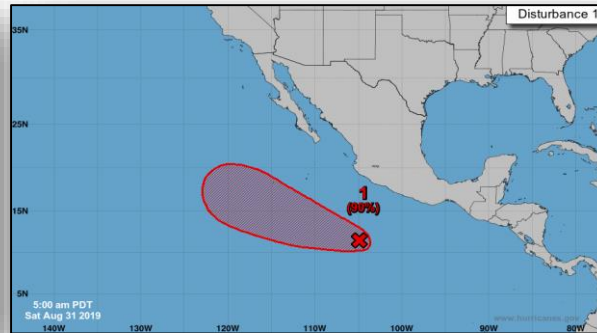 Disturbance 1
35N
25N
15N
5N
1
(90%)
5:00 am PDT
Sat Aug 31 2019
www.hurricanes.gov
140W
130W
120W
110W
100W
90W
80W